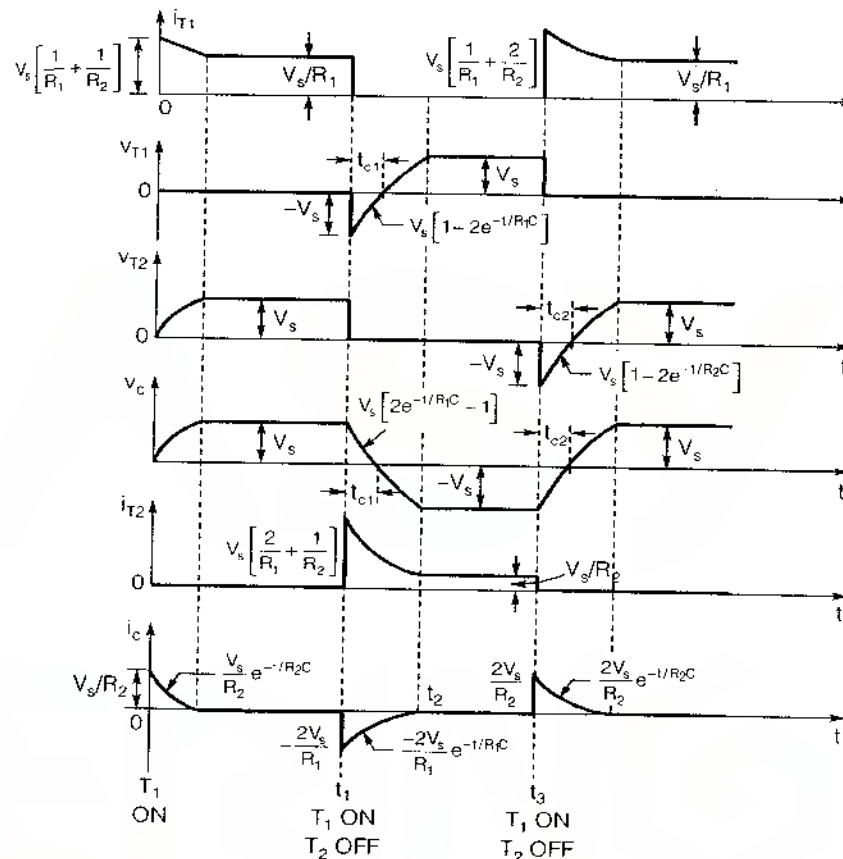 i_T1
V_s[1/R_1 + 1/R_2]
V_s/R_1
V_s[1/R_1 + 2/R_2]
V_s/R_1
0
t
v_T1
t_c1
0
V_s
-V_s
V_s[1-2e^-t/R_1C]
t
v_T2
t_c2
V_s
V_s
0
-V_s
V_s[1-2e^-t/R_2C]
t
v_c
V_s[2e^-t/R_1C - 1]
t_c2
V_s
-V_s
V_s
t_c1
t
i_T2
V_s[2/R_1 + 1/R_2]
V_s/R_2
0
t
i_c
V_s/R_2
V_s/R_2 e^-t/R_2C
2V_s/R_2
2V_s/R_2 e^-t/R_2C
t_2
0
-2V_s/R_1
-2V_s/R_1 e^-t/R_1C
t
T_1
ON
t_1
T_1 ON
T_2 OFF
t_3
T_1 ON
T_2 OFF